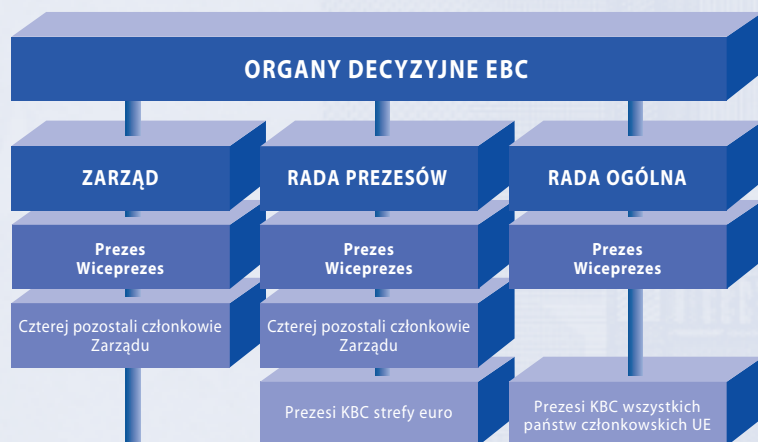 ORGANY DECYZYJNE EBC
ZARZĄD
Prezes
Wiceprezes
Czterej pozostali członkowie
Zarządu
RADA PREZESÓW
Prezes
Wiceprezes
Czterej pozostali członkowie
Zarządu
Prezesi KBC strefy euro
RADA OGÓLNA
Prezes
Wiceprezes
Prezesi KBC wszystkich
państw członkowskich UE